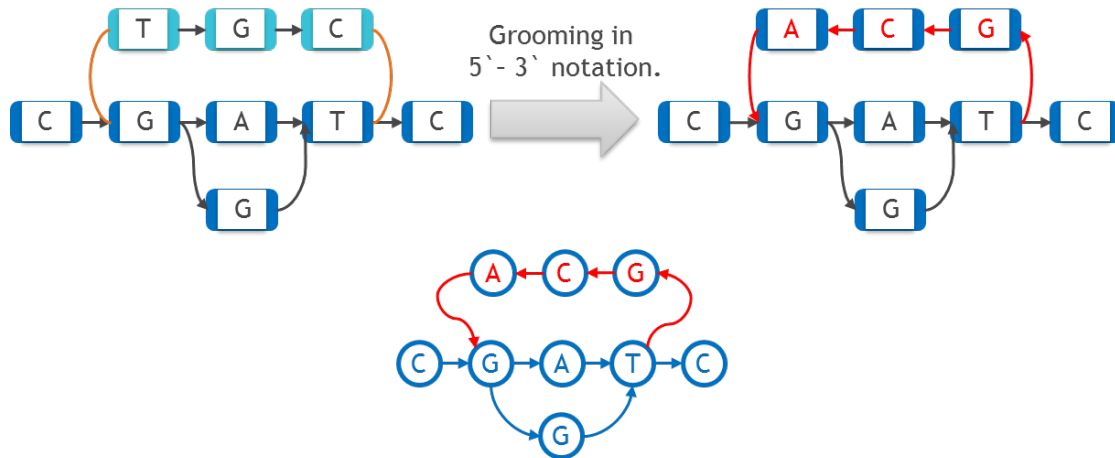 T G C
Grooming in
5`- 3` notation.
A C G
C G A T C
C G A T C
G
G
A C G
C G A T C
G